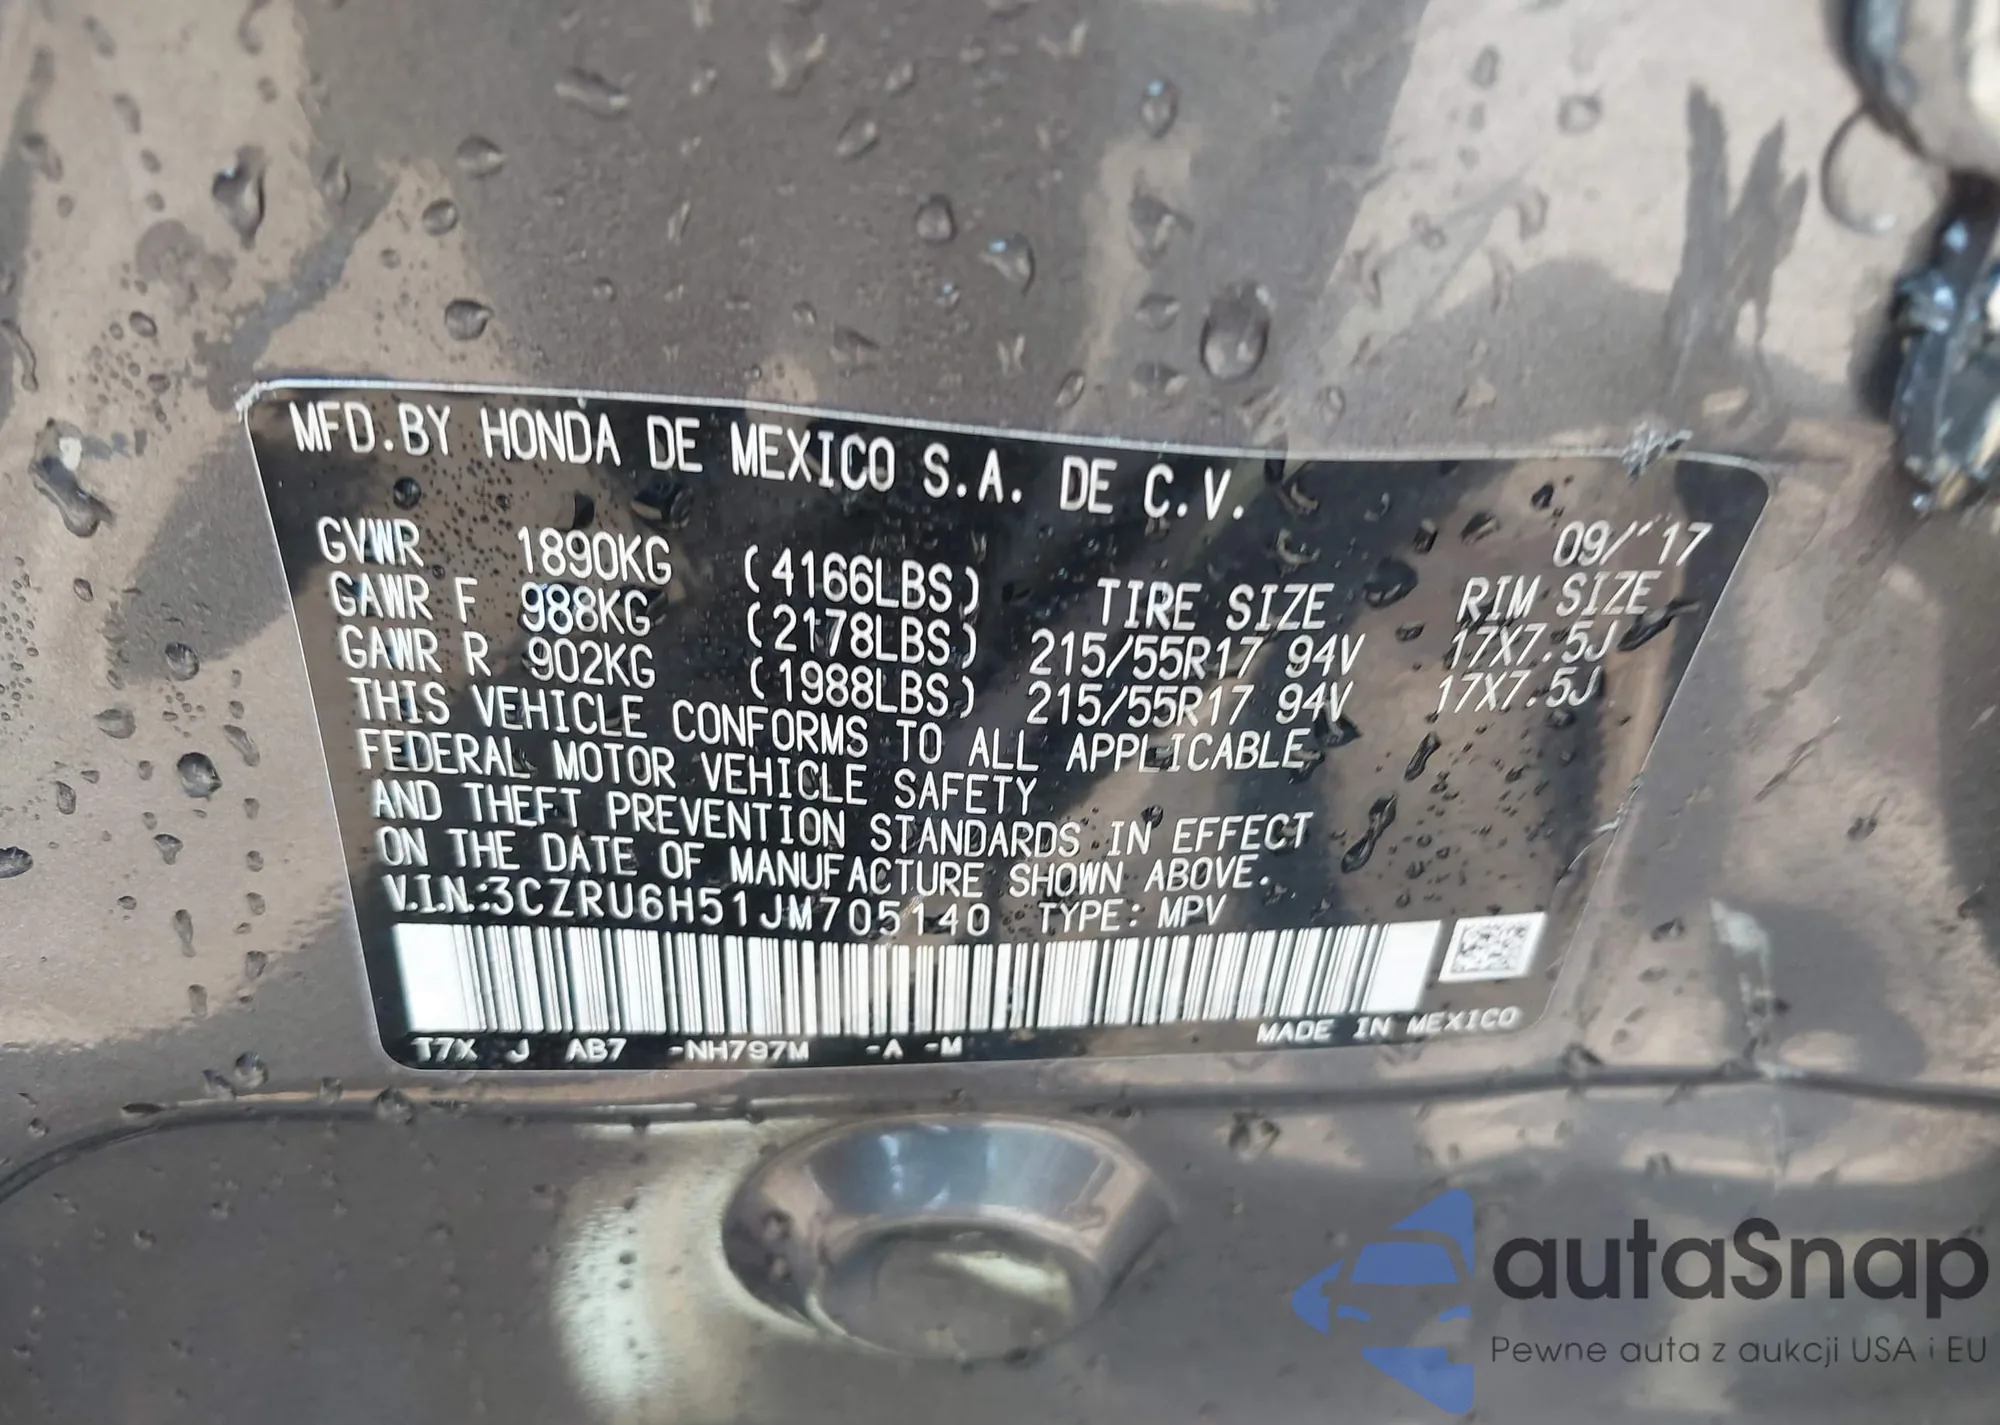 MFD.BY HONDA DE MEXICO S.A. DE C.V.
09/'17
GVWR 1890KG (4166LBS) TIRE SIZE RIM SIZE
GAWR F 988KG (2178LBS) 215/55R17 94V 17X7.5J
GAWR R 902KG (1988LBS) 215/55R17 94V 17X7.5J
THIS VEHICLE CONFORMS TO ALL APPLICABLE
FEDERAL MOTOR VEHICLE SAFETY
AND THEFT PREVENTION STANDARDS IN EFFECT
ON THE DATE OF MANUFACTURE SHOWN ABOVE.
V.I.N.:3CZRU6H51JM705140 TYPE: MPV
MADE IN MEXICO
T7X J AB7 -NH797M -A -M
autaSnap
Pewne auta z aukcji USA i EU